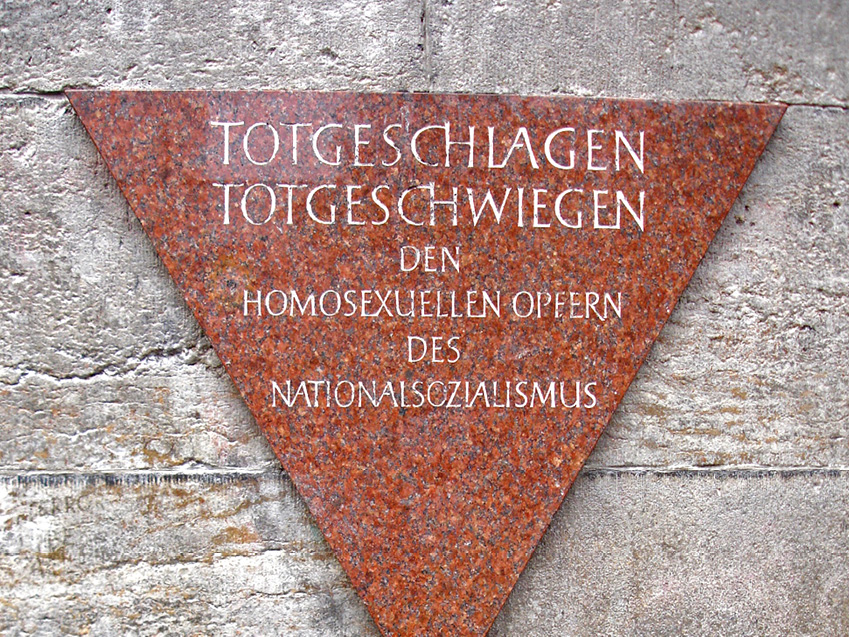 TOTGESCHLAGEN
TOTGESCHWIEGEN
DEN
HOMOSEXUELLEN OPFERN
DES
NATIONALSOZIALISMUS